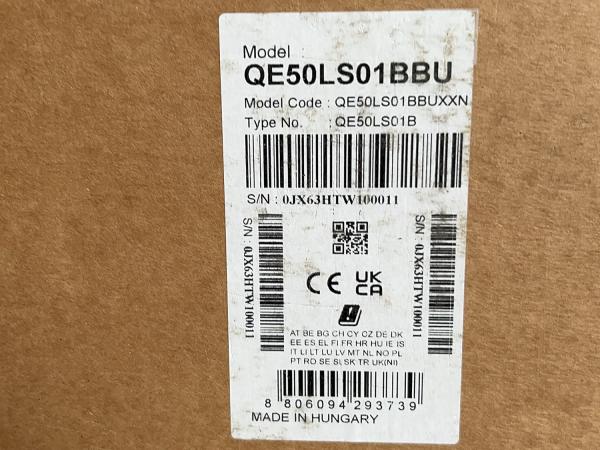 Model :
QE50LS01BBU
Model Code : QE50LS01BBUXXN
Type No. : QE50LS01B
S/N : 0JX63HTW100011
S/N : 0JX63HTW100011
S/N : 0JX63HTW100011
CE UK
CA
AT BE BG CH CY CZ DE DK
EE ES EL FI FR HR HU IE IS
IT LI LT LU LV MT NL NO PL
PT RO SE SI SK TR UK(NI)
8 806094 293739
MADE IN HUNGARY